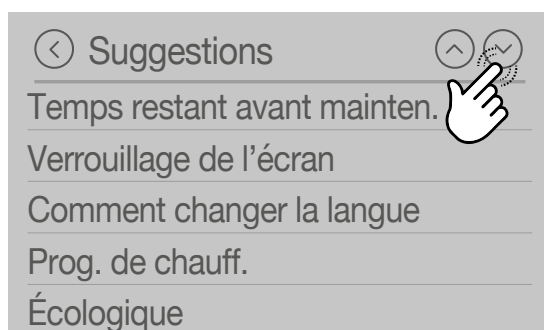 Suggestions
Temps restant avant mainten.
Verrouillage de l’écran
Comment changer la langue
Prog. de chauff.
Écologique